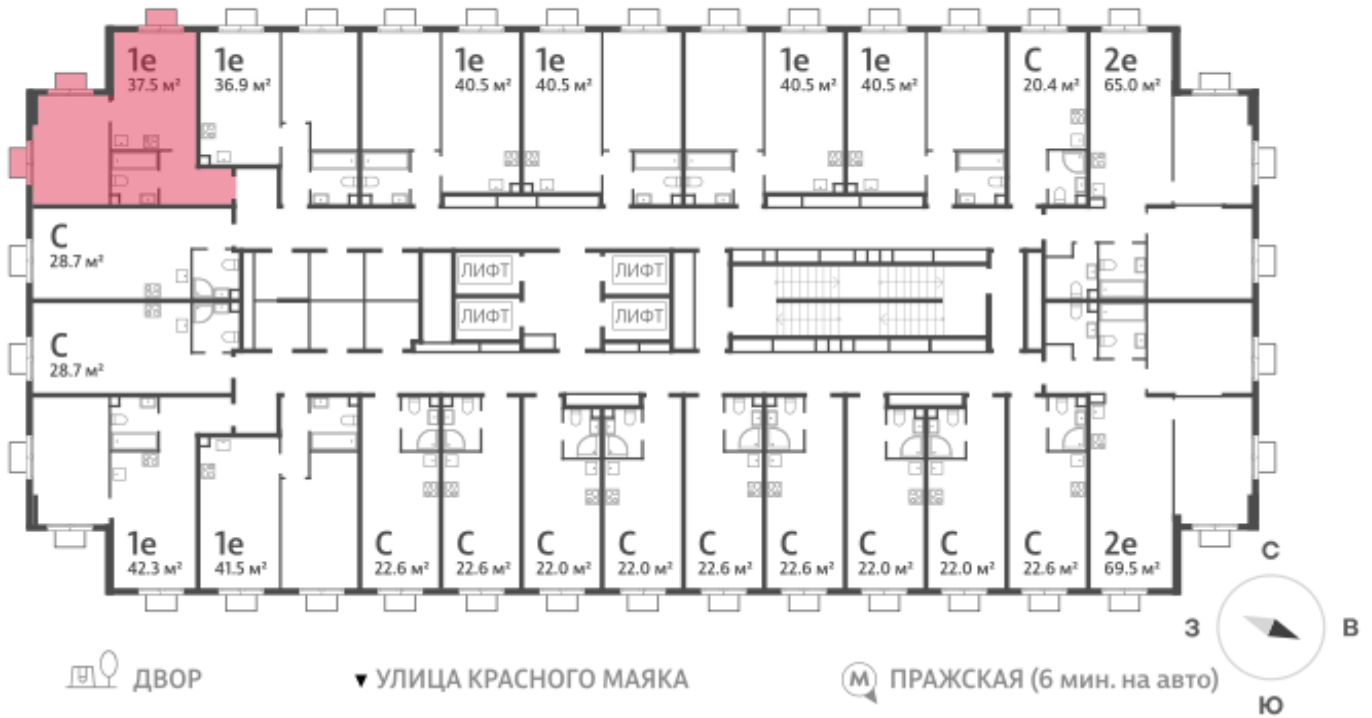 1е
37.5 м²
1е
36.9 м²
1е
40.5 м²
1е
40.5 м²
1е
40.5 м²
1е
40.5 м²
С
20.4 м²
2е
65.0 м²
С
28.7 м²
ЛИФТ
ЛИФТ
ЛИФТ
ЛИФТ
С
28.7 м²
1е
42.3 м²
1е
41.5 м²
С
22.6 м²
С
22.6 м²
С
22.0 м²
С
22.0 м²
С
22.6 м²
С
22.6 м²
С
22.0 м²
С
22.0 м²
С
22.6 м²
2е
69.5 м²
С
З
В
Ю
ДВОР
УЛИЦА КРАСНОГО МАЯКА
М
ПРАЖСКАЯ (6 мин. на авто)